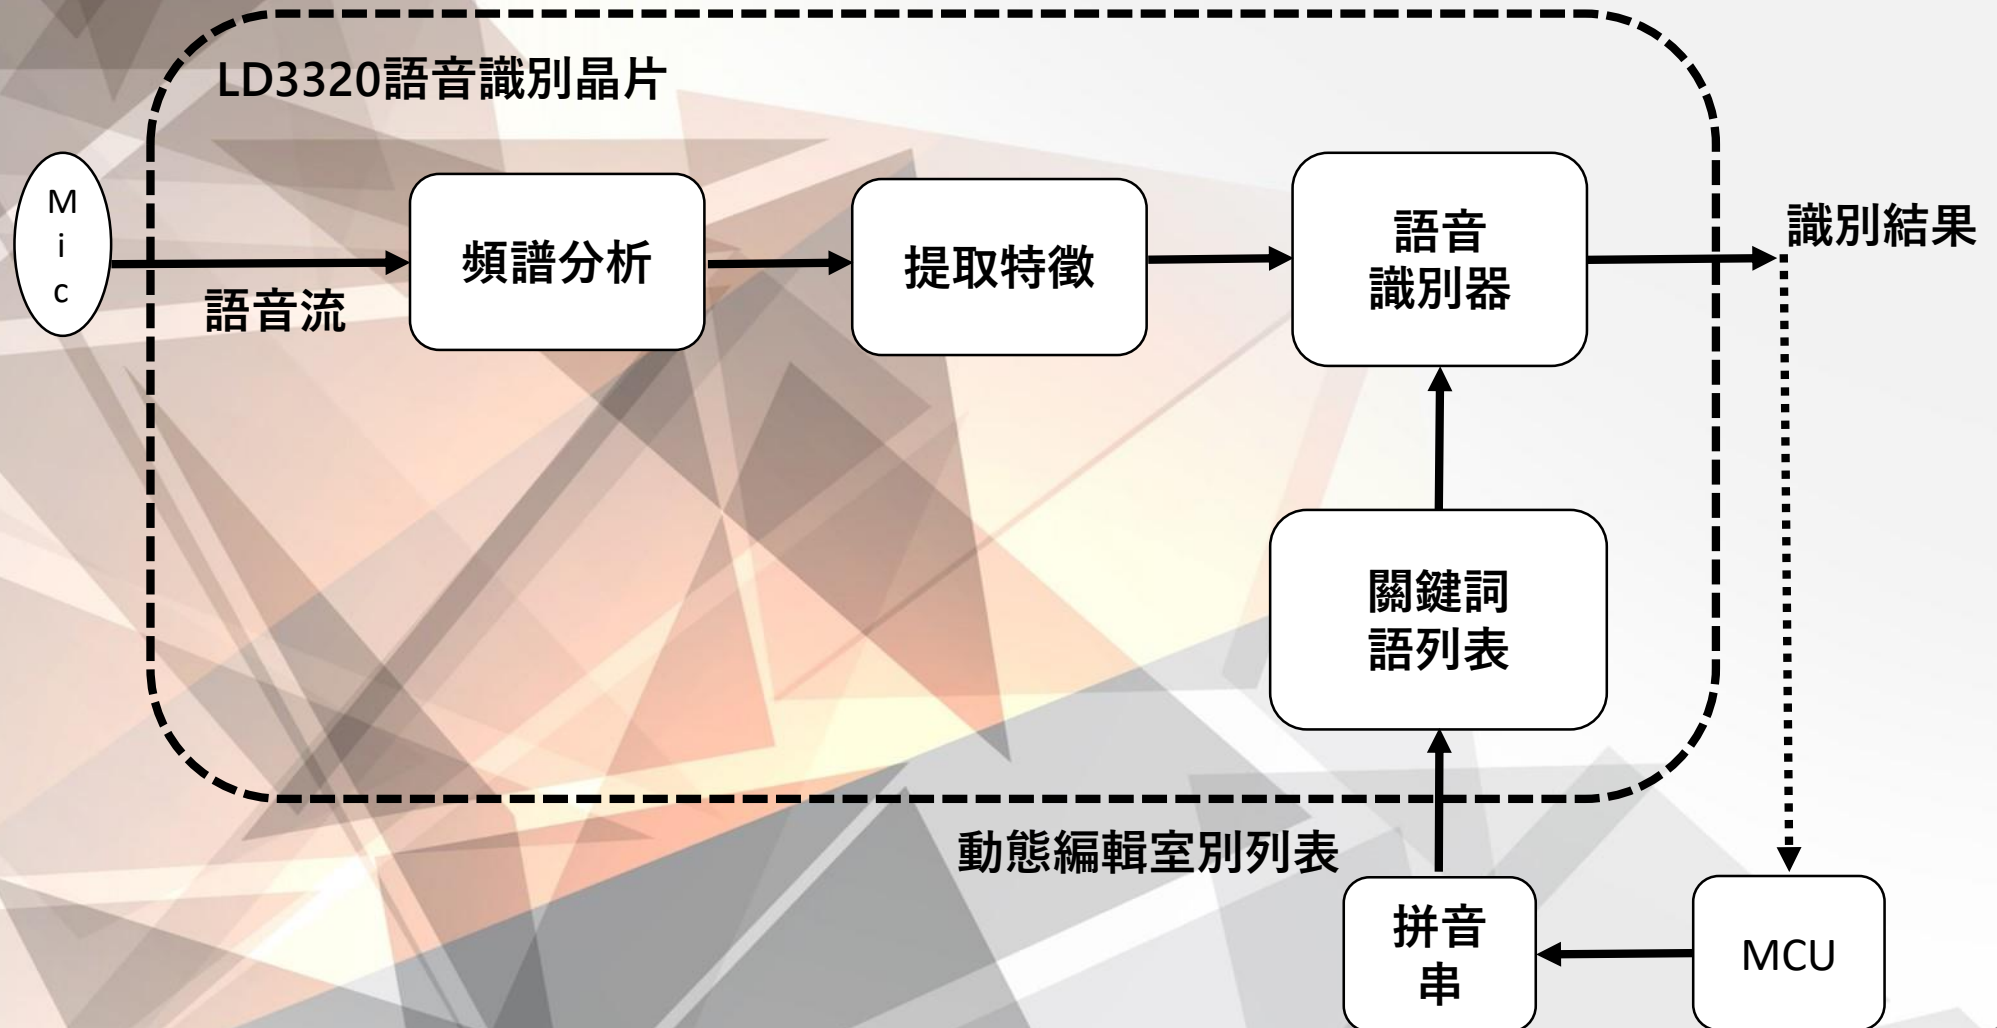 LD3320語音識別晶片
M
i
c
語音流
頻譜分析
提取特徵
語音
識別器
識別結果
關鍵詞
語列表
動態編輯室別列表
拼音
串
MCU